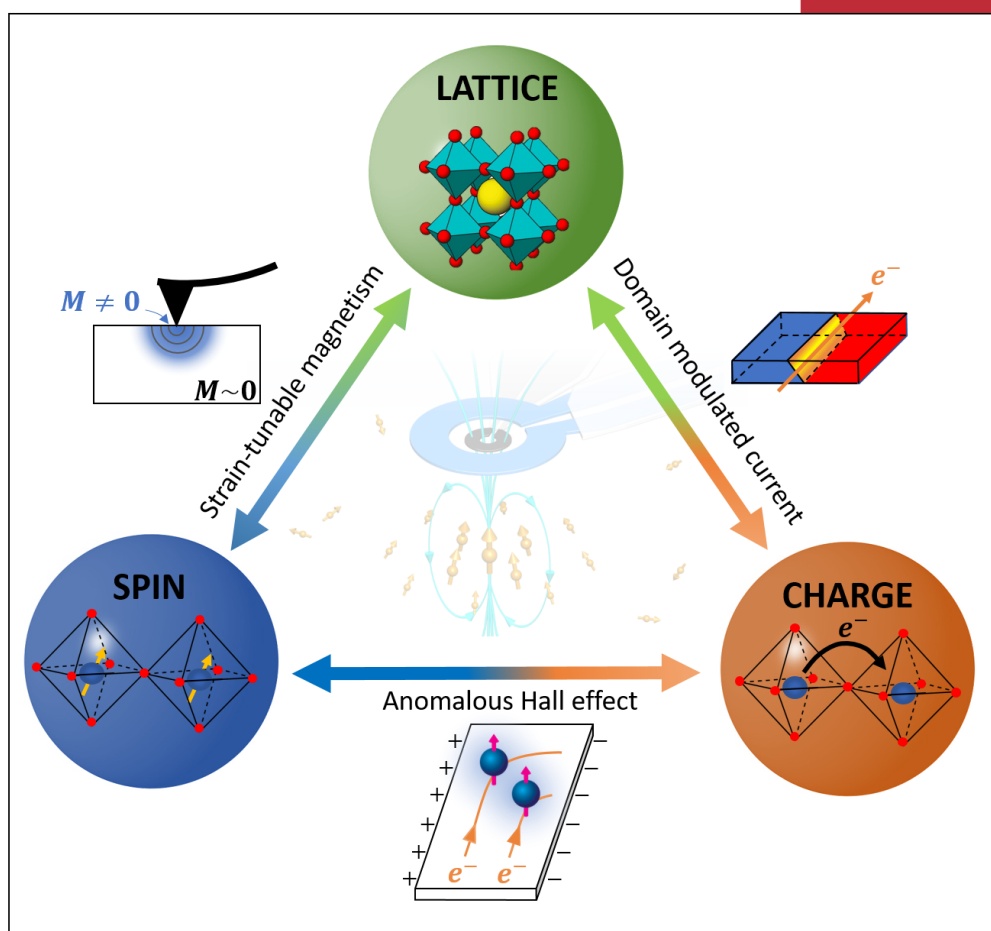 LATTICE
M ≠ 0
M~0
Strain-tunable magnetism
Domain modulated current
e⁻
SPIN
CHARGE
e⁻
Anomalous Hall effect
+ + + + + +
− − − − − −
e⁻ e⁻